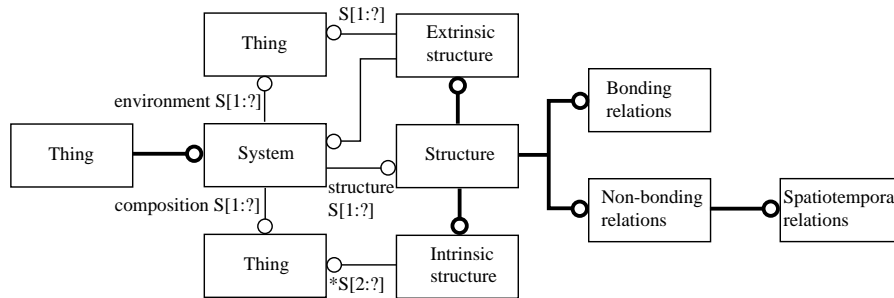 S[1:?]
Thing
Extrinsic
structure
environment S[1:?]
Bonding
relations
Thing
System
Structure
composition S[1:?]
structure
S[1:?]
Non-bonding
relations
Spatiotempora
relations
Thing
*S[2:?]
Intrinsic
structure